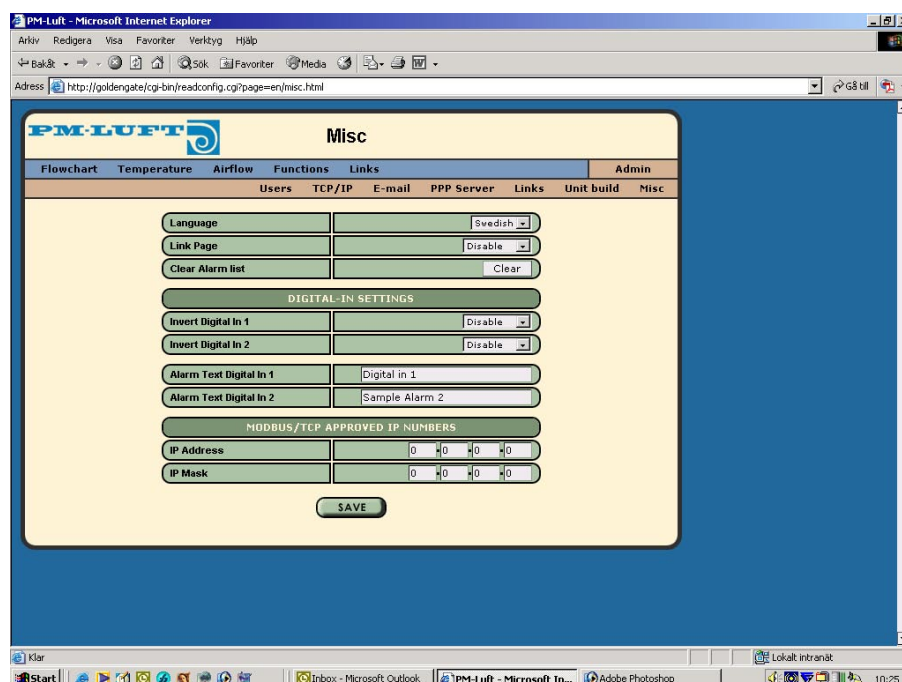 PM-Luft - Microsoft Internet Explorer
Arkiv Redigera Visa Favoriter Verktyg Hjälp
Bakåt Sök Favoriter Media
Adress http://goldengate/cgi-bin/readconfig.cgi?page=en/misc.html Gå till
PM-LUFT Misc
Flowchart Temperature Airflow Functions Links Admin
Users TCP/IP E-mail PPP Server Links Unit build Misc
Language Swedish
Link Page Disable
Clear Alarm list Clear
DIGITAL-IN SETTINGS
Invert Digital In 1 Disable
Invert Digital In 2 Disable
Alarm Text Digital In 1 Digital in 1
Alarm Text Digital In 2 Sample Alarm 2
MODBUS/TCP APPROVED IP NUMBERS
IP Address 0 . 0 . 0 . 0
IP Mask 0 . 0 . 0 . 0
SAVE
Klar Lokalt intranät
Start Inbox - Microsoft Outlook PM-Luft - Microsoft In... Adobe Photoshop 10:25